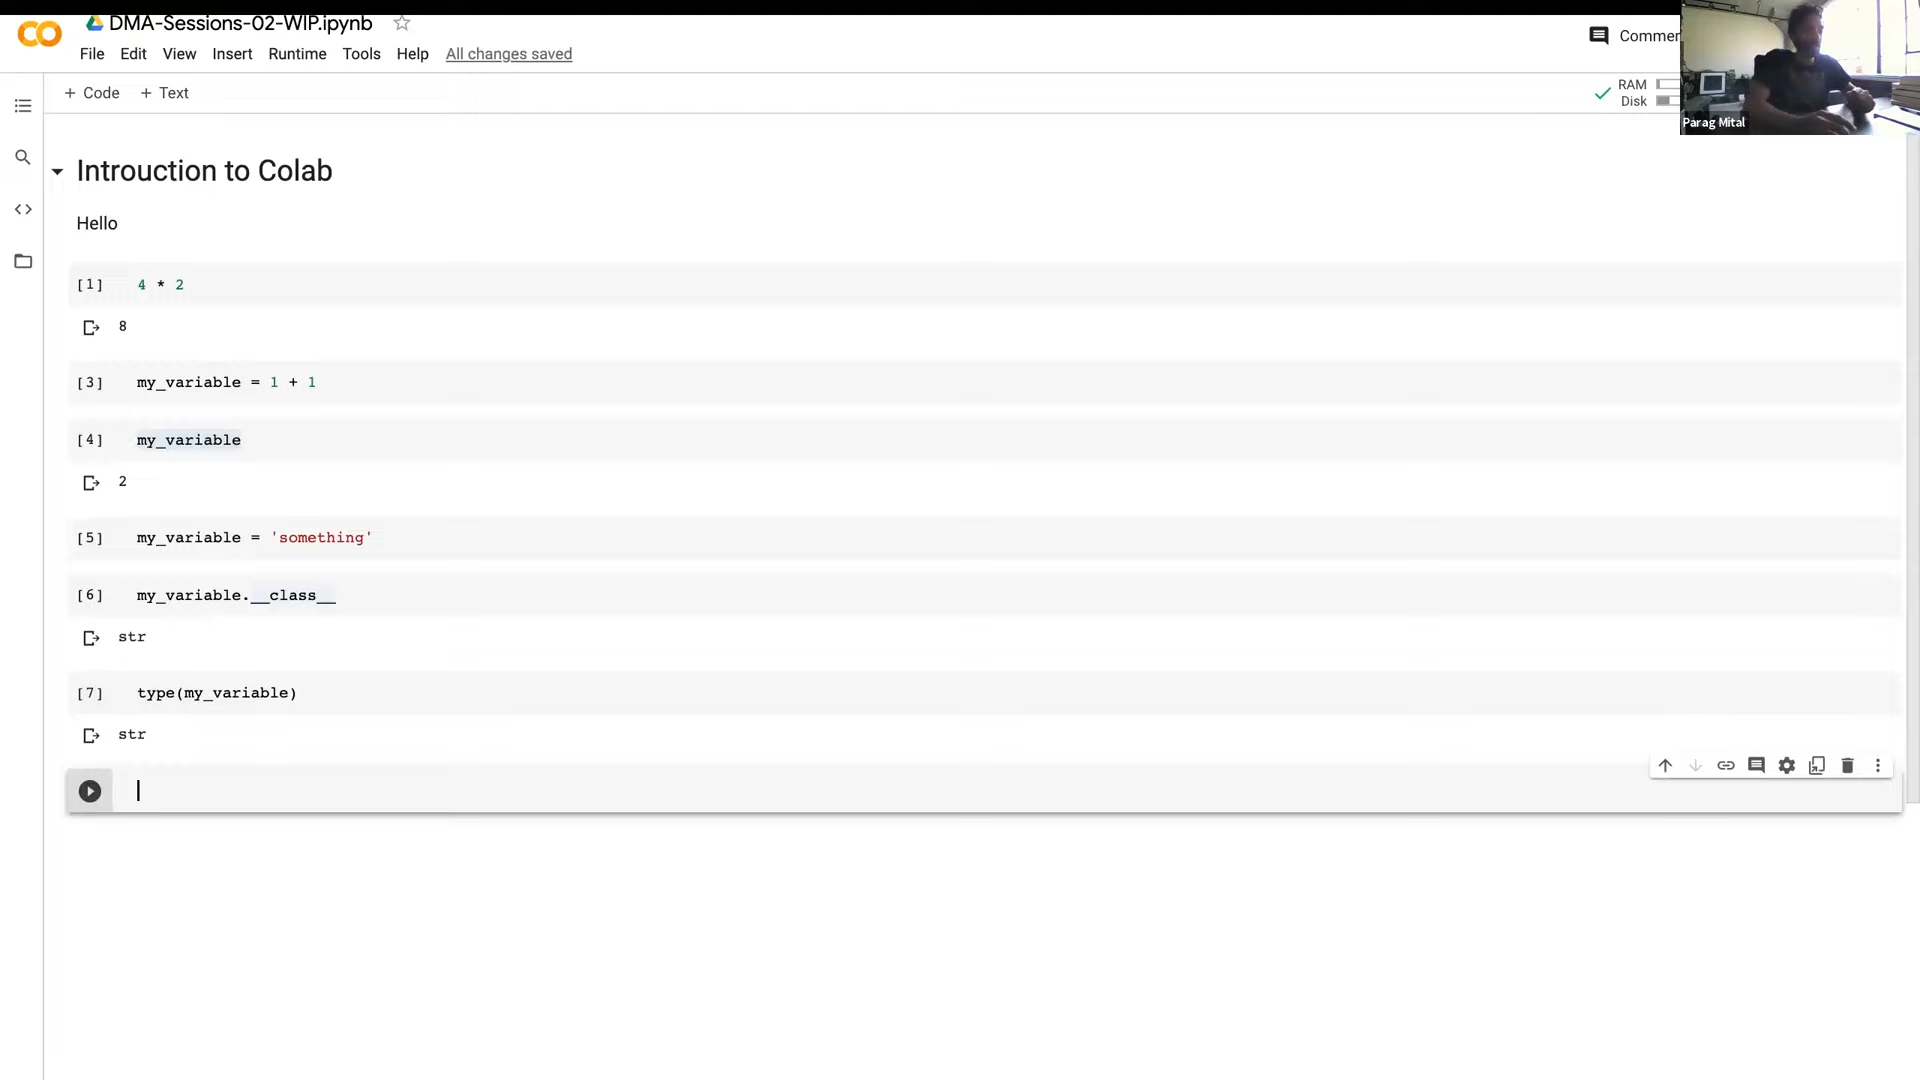 DMA-Sessions-02-WIP.ipynb
File Edit View Insert Runtime Tools Help All changes saved
Commen
+ Code + Text
RAM
Disk
Parag Mital
Introuction to Colab
Hello
[1] 4 * 2
8
[3] my_variable = 1 + 1
[4] my_variable
2
[5] my_variable = 'something'
[6] my_variable.__class__
str
[7] type(my_variable)
str